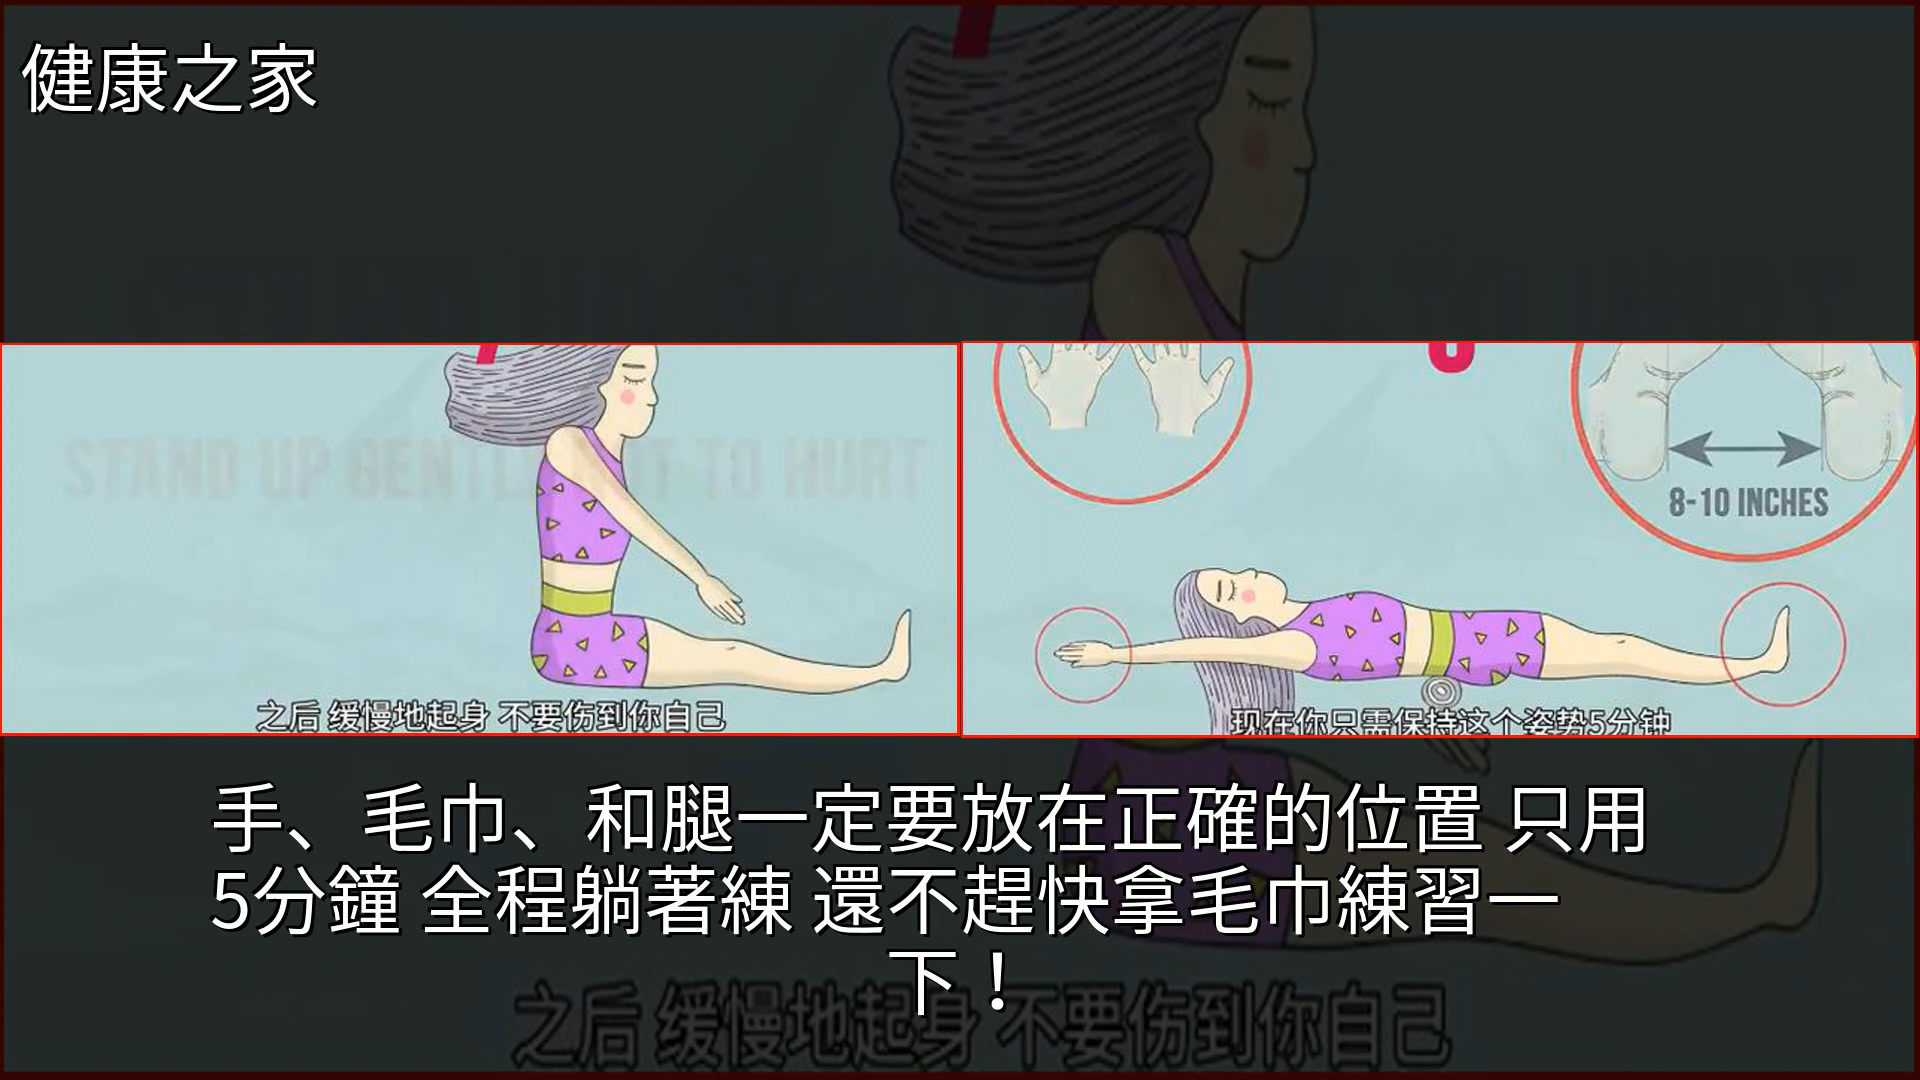 健康之家
STAND UP GENTLY NOT TO HURT
8-10 INCHES
之后 缓慢地起身 不要伤到你自己
现在你只需保持这个姿势5分钟
手、毛巾、和腿一定要放在正確的位置 只用
5分鐘 全程躺著練 還不趕快拿毛巾練習一
下！
之后 缓慢地起身 不要伤到你自己